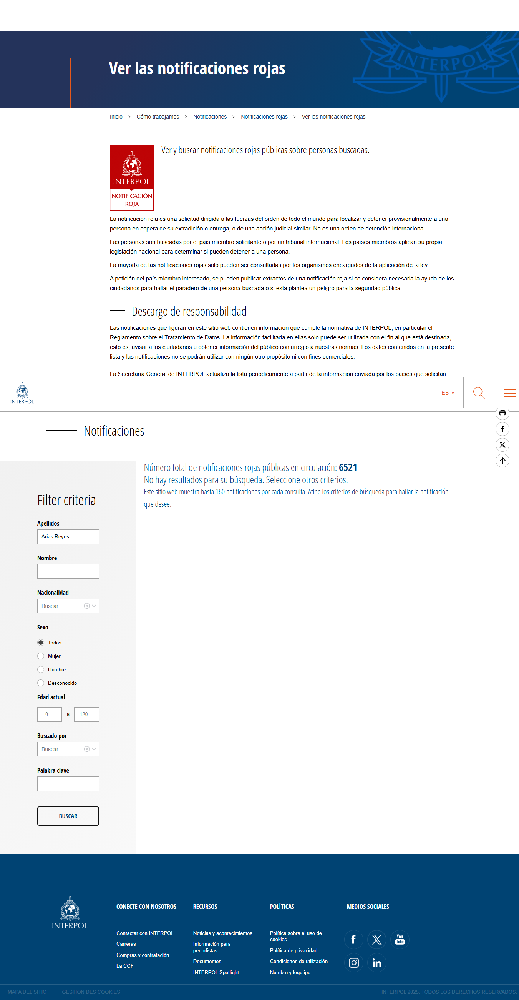 INTERPOL
Ver las notificaciones rojas
Inicio > Cómo trabajamos > Notificaciones > Notificaciones rojas > Ver las notificaciones rojas
INTERPOL
NOTIFICACIÓN
ROJA
Ver y buscar notificaciones rojas públicas sobre personas buscadas.
La notificación roja es una solicitud dirigida a las fuerzas del orden de todo el mundo para localizar y detener provisionalmente a una
persona en espera de su extradición o entrega, o de una acción judicial similar. No es una orden de detención internacional.
Las personas son buscadas por el país miembro solicitante o por un tribunal internacional. Los países miembros aplican su propia
legislación nacional para determinar si pueden detener a una persona.
La mayoría de las notificaciones rojas solo pueden ser consultadas por los organismos encargados de la aplicación de la ley.
A petición del país miembro interesado, se pueden publicar extractos de una notificación roja si se considera necesaria la ayuda de los
ciudadanos para hallar el paradero de una persona buscada o si esta plantea un peligro para la seguridad pública.
Descargo de responsabilidad
Las notificaciones que figuran en este sitio web contienen información que cumple la normativa de INTERPOL, en particular el
Reglamento sobre el Tratamiento de Datos. La información facilitada en ellas solo puede ser utilizada con el fin al que está destinada,
esto es, avisar a los ciudadanos u obtener información del público con arreglo a nuestras normas. Los datos contenidos en la presente
lista y las notificaciones no se podrán utilizar con ningún otro propósito ni con fines comerciales.
La Secretaría General de INTERPOL actualiza la lista periódicamente a partir de la información enviada por los países que solicitan
INTERPOL
ES
Notificaciones
Número total de notificaciones rojas públicas en circulación: 6521
No hay resultados para su búsqueda. Seleccione otros criterios.
Este sitio web muestra hasta 160 notificaciones por cada consulta. Afine los criterios de búsqueda para hallar la notificación
que desee.
Filter criteria
Apellidos
Arias Reyes
Nombre
Nacionalidad
Buscar
Sexo
Todos
Mujer
Hombre
Desconocido
Edad actual
0 a 120
Buscado por
Buscar
Palabra clave
BUSCAR
INTERPOL
CONECTE CON NOSOTROS
Contactar con INTERPOL
Carreras
Compras y contratación
La CCF
RECURSOS
Noticias y acontecimientos
Información para
periodistas
Documentos
INTERPOL Spotlight
POLÍTICAS
Política sobre el uso de
cookies
Política de privacidad
Condiciones de utilización
Nombre y logotipo
MEDIOS SOCIALES
You
Tube
MAPA DEL SITIO GESTION DES COOKIES INTERPOL 2025. TODOS LOS DERECHOS RESERVADOS.